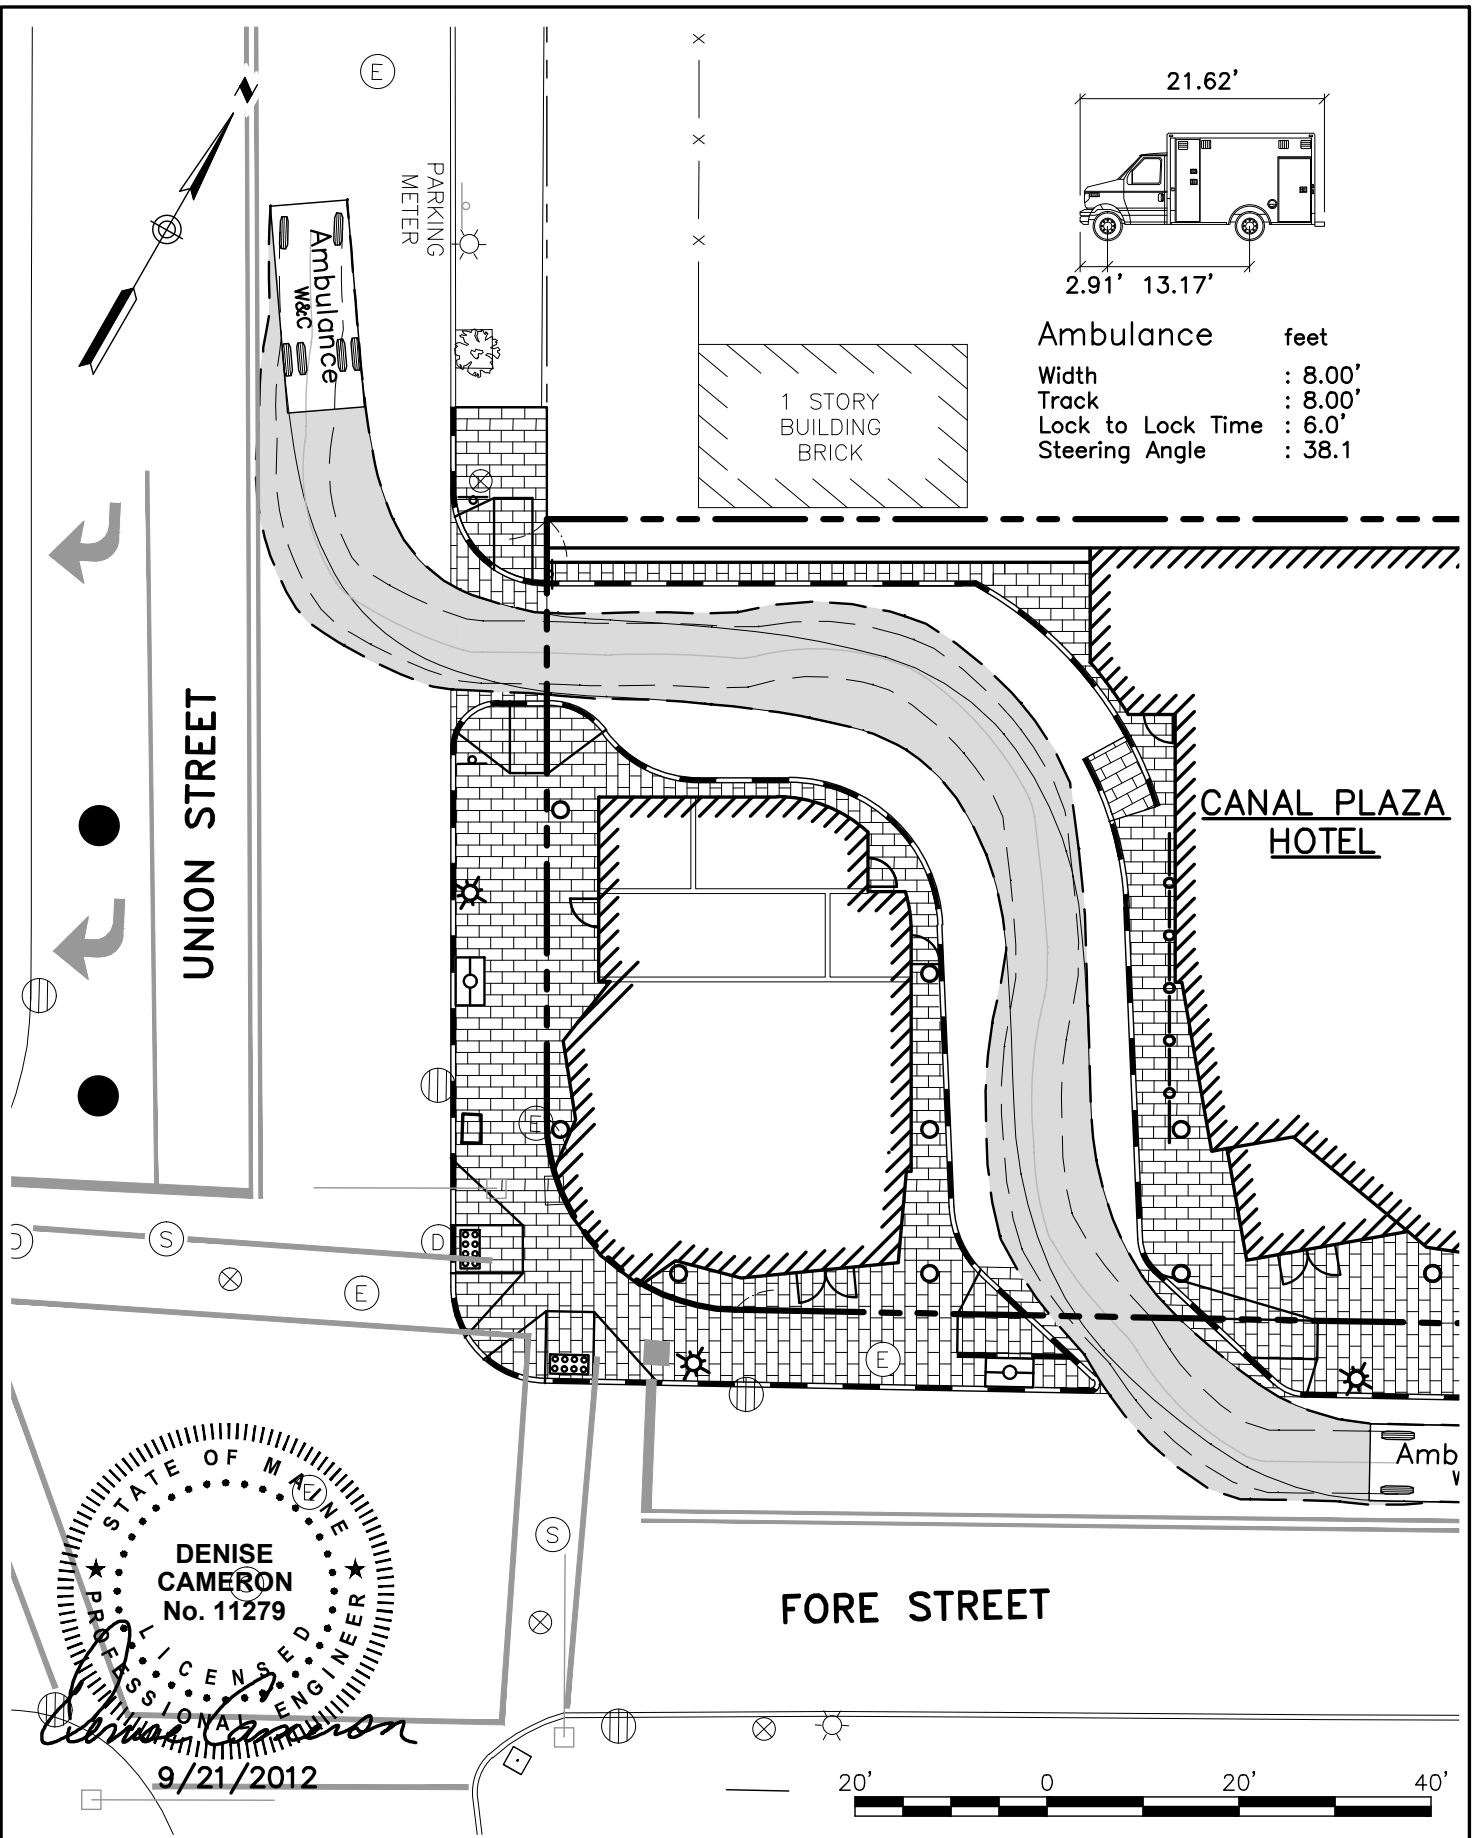 E
21.62'
N
PARKING
METER
Ambulance
W&C
2.91' 13.17'
Ambulance feet
Width : 8.00'
Track : 8.00'
Lock to Lock Time : 6.0'
Steering Angle : 38.1
1 STORY
BUILDING
BRICK
UNION STREET
CANAL PLAZA
HOTEL
E
D
S
D
E
E
Amb
W
STATE OF MAINE
E
DENISE
CAMERON
No. 11279
LICENSED
PROFESSIONAL ENGINEER
Denise Cameron
9/21/2012
S
FORE STREET
20' 0 20' 40'